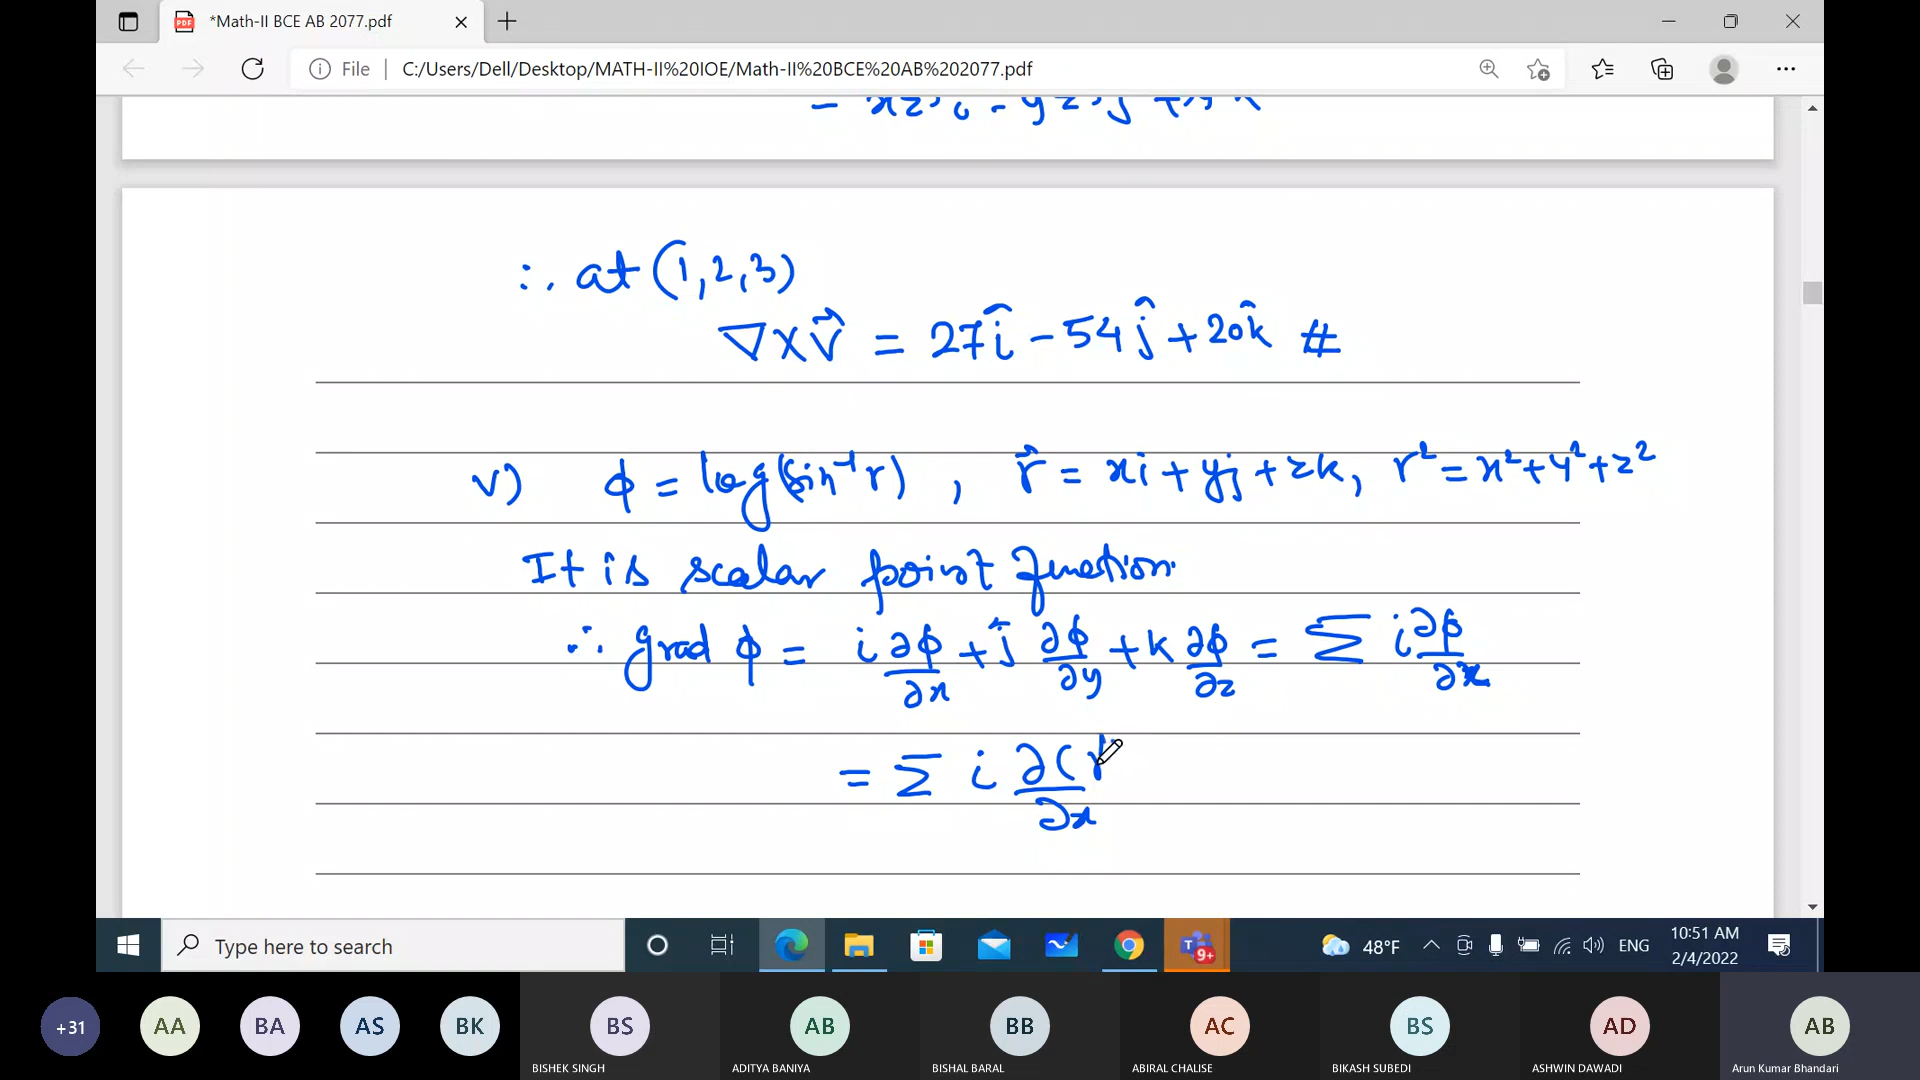 *Math-II BCE AB 2077.pdf
File | C:/Users/Dell/Desktop/MATH-II%20IOE/Math-II%20BCE%20AB%202077.pdf
∴ at (1,2,3)
∇×v⃗ = 27î - 54ĵ + 20k̂ #
v) ϕ = log(sin⁻¹r) , r⃗ = xi + yj + zk, r² = x²+y²+z²
It is scalar point function
∴ grad ϕ = i ∂ϕ/∂x + ĵ ∂ϕ/∂y + k ∂ϕ/∂z = Σ i ∂ϕ/∂x
= Σ i ∂(r/∂x
Type here to search
9+
48°F
ENG
10:51 AM
2/4/2022
+31 AA BA AS BK BS AB BB AC BS AD AB
BISHEK SINGH ADITYA BANIYA BISHAL BARAL ABIRAL CHALISE BIKASH SUBEDI ASHWIN DAWADI Arun Kumar Bhandari